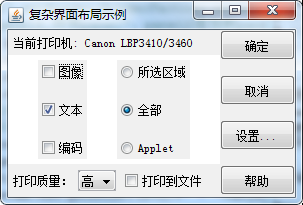 复杂界面布局示例
当前打印机: Canon LBP3410/3460
确定
图像
所选区域
取消
文本
全部
设置...
编码
Applet
打印质量:
高
打印到文件
帮助